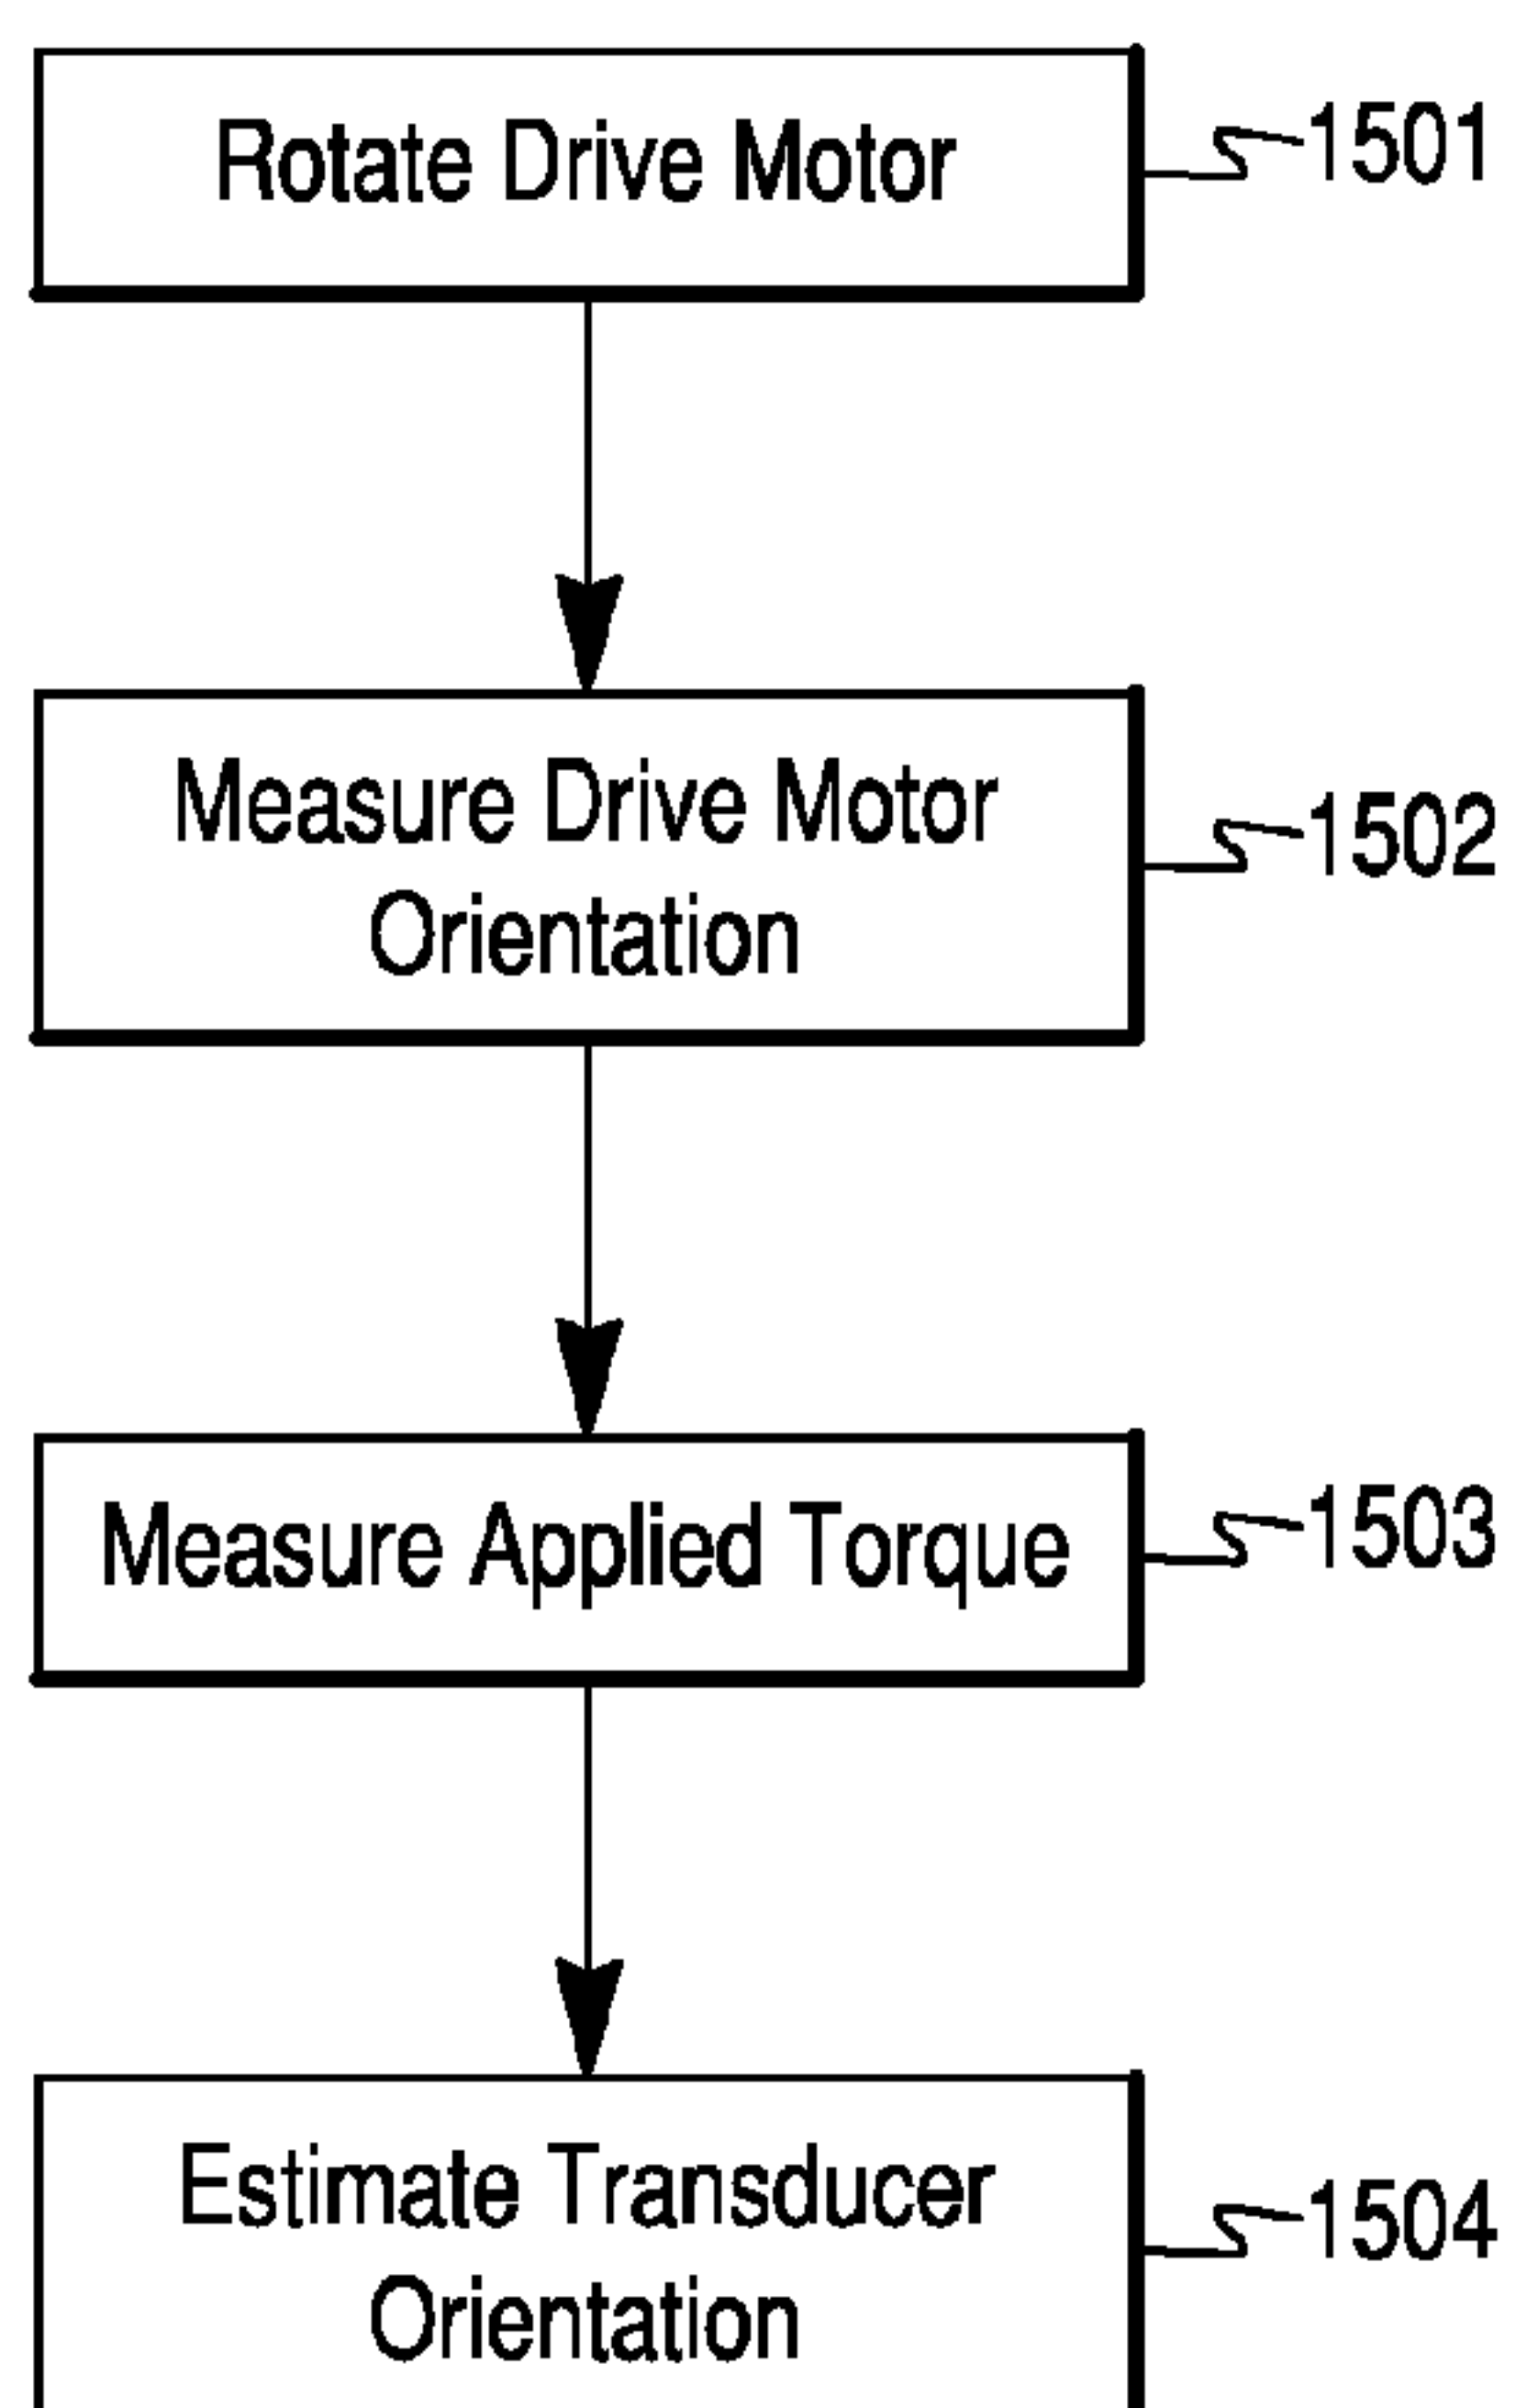 Rotate Drive Motor
1501
Measure Drive Motor
Orientation
1502
Measure Applied Torque
1503
Estimate Transducer
Orientation
1504